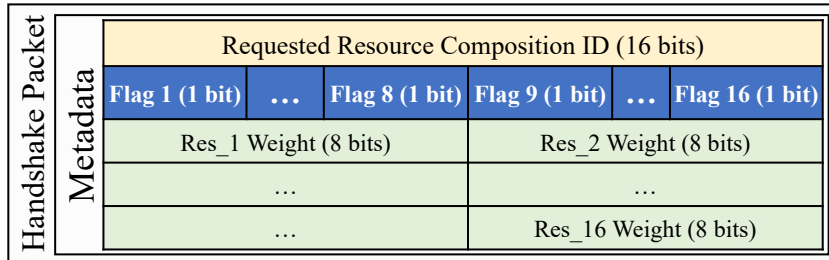 Handshake Packet
Metadata
Requested Resource Composition ID (16 bits)
Flag 1 (1 bit) ... Flag 8 (1 bit) Flag 9 (1 bit) ... Flag 16 (1 bit)
Res_1 Weight (8 bits) Res_2 Weight (8 bits)
... ...
... Res_16 Weight (8 bits)